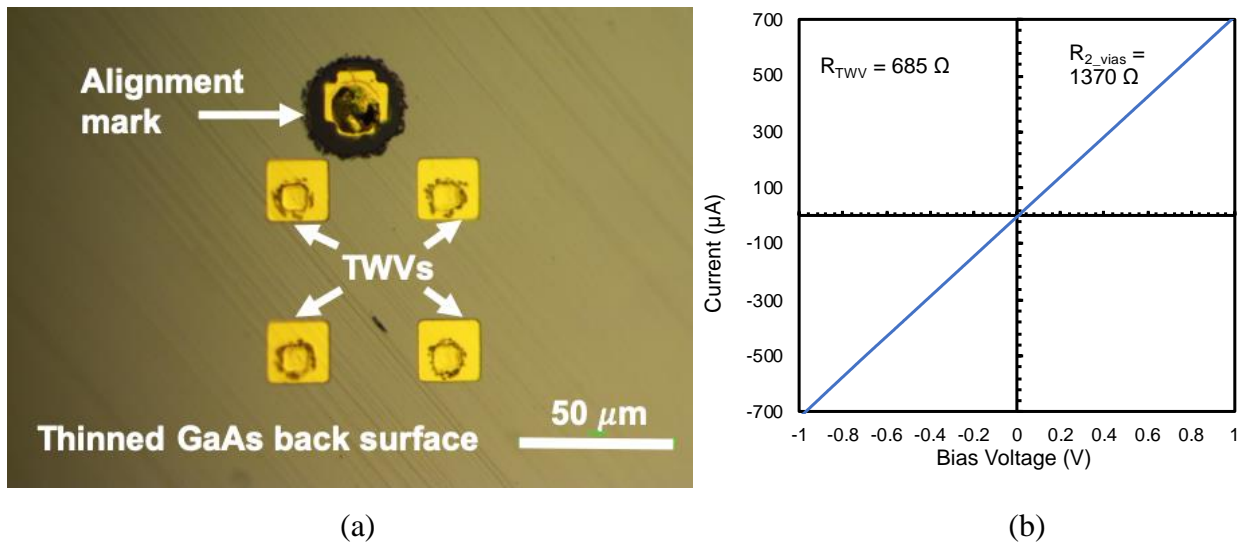 Alignment
mark
TWVs
50 μm
Thinned GaAs back surface
(a)
R_TWV = 685 Ω
R_2_vias =
1370 Ω
Current (μA)
700
500
300
100
-100
-300
-500
-700
-1 -0.8 -0.6 -0.4 -0.2 0 0.2 0.4 0.6 0.8 1
Bias Voltage (V)
(b)